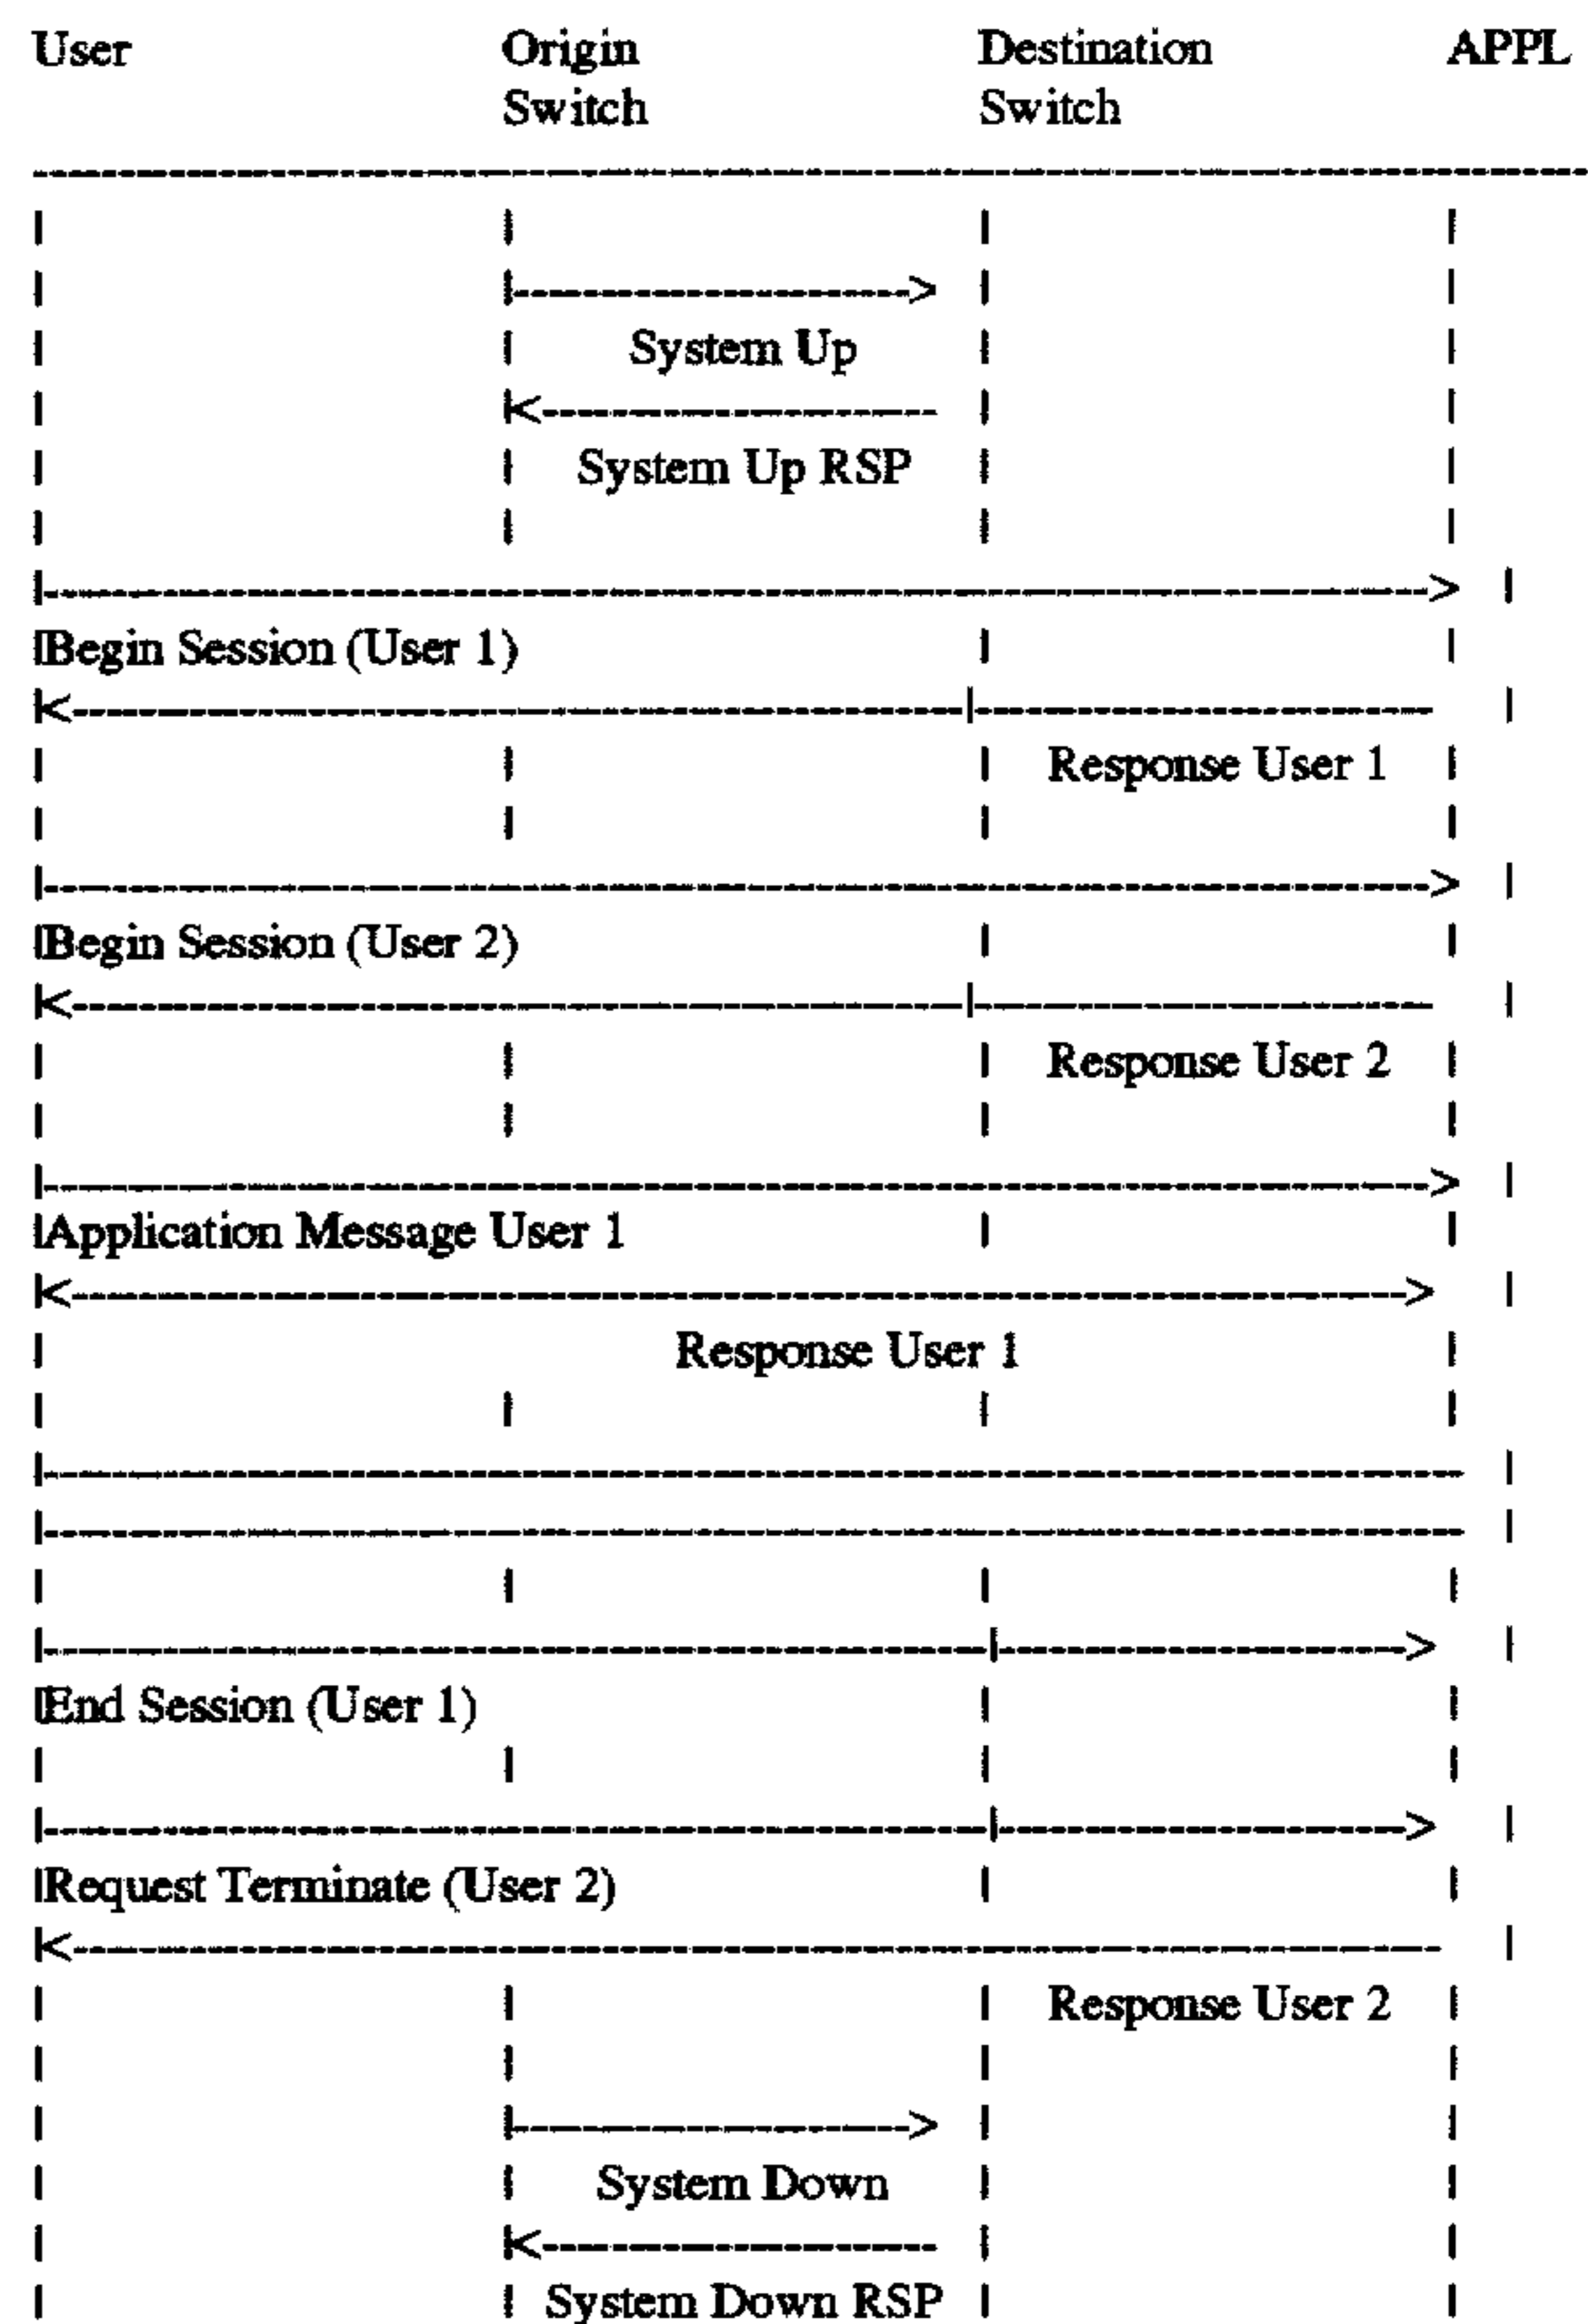 User Origin Destination APPL
Switch Switch
System Up
System Up RSP
Begin Session (User 1)
Response User 1
Begin Session (User 2)
Response User 2
Application Message User 1
Response User 1
End Session (User 1)
Request Terminate (User 2)
Response User 2
System Down
System Down RSP